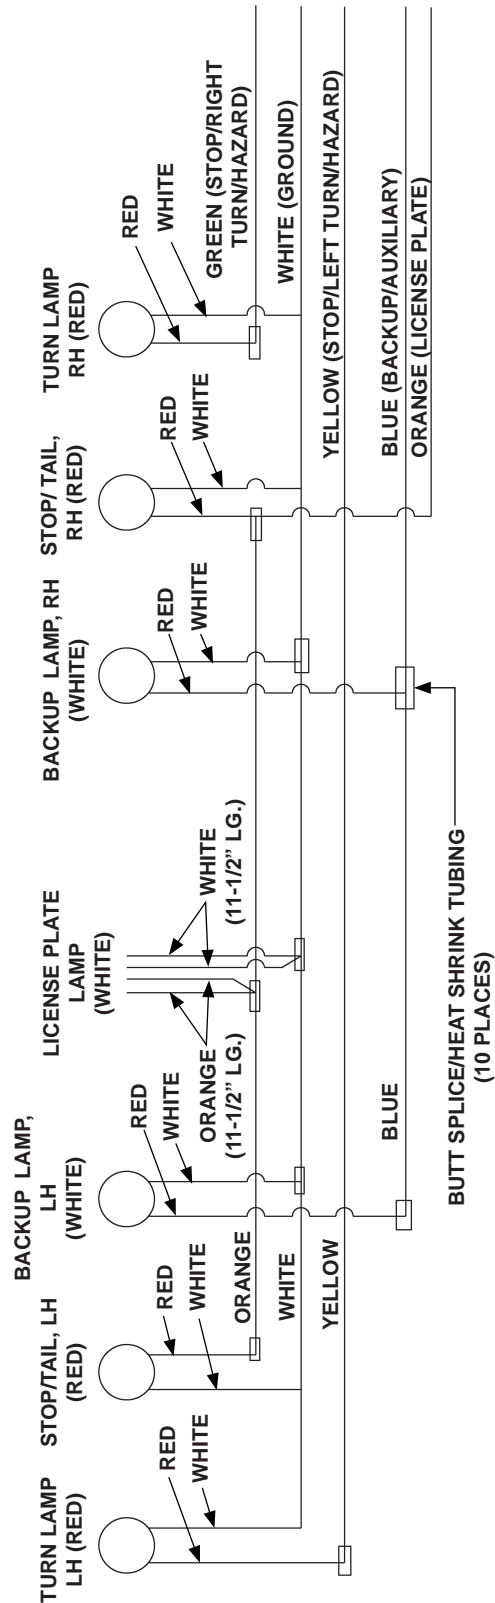 TURN LAMP
LH (RED)
RED
WHITE
STOP/TAIL, LH
(RED)
RED
WHITE
BACKUP LAMP,
LH
(WHITE)
RED
WHITE
LICENSE PLATE
LAMP
(WHITE)
ORANGE
(11-1/2” LG.)
WHITE
(11-1/2” LG.)
BACKUP LAMP, RH
(WHITE)
RED
WHITE
STOP/ TAIL,
RH (RED)
RED
WHITE
TURN LAMP
RH (RED)
RED
WHITE
ORANGE
WHITE
YELLOW
BLUE
GREEN (STOP/RIGHT
TURN/HAZARD)
WHITE (GROUND)
YELLOW (STOP/LEFT TURN/HAZARD)
BLUE (BACKUP/AUXILIARY)
ORANGE (LICENSE PLATE)
BUTT SPLICE/HEAT SHRINK TUBING
(10 PLACES)